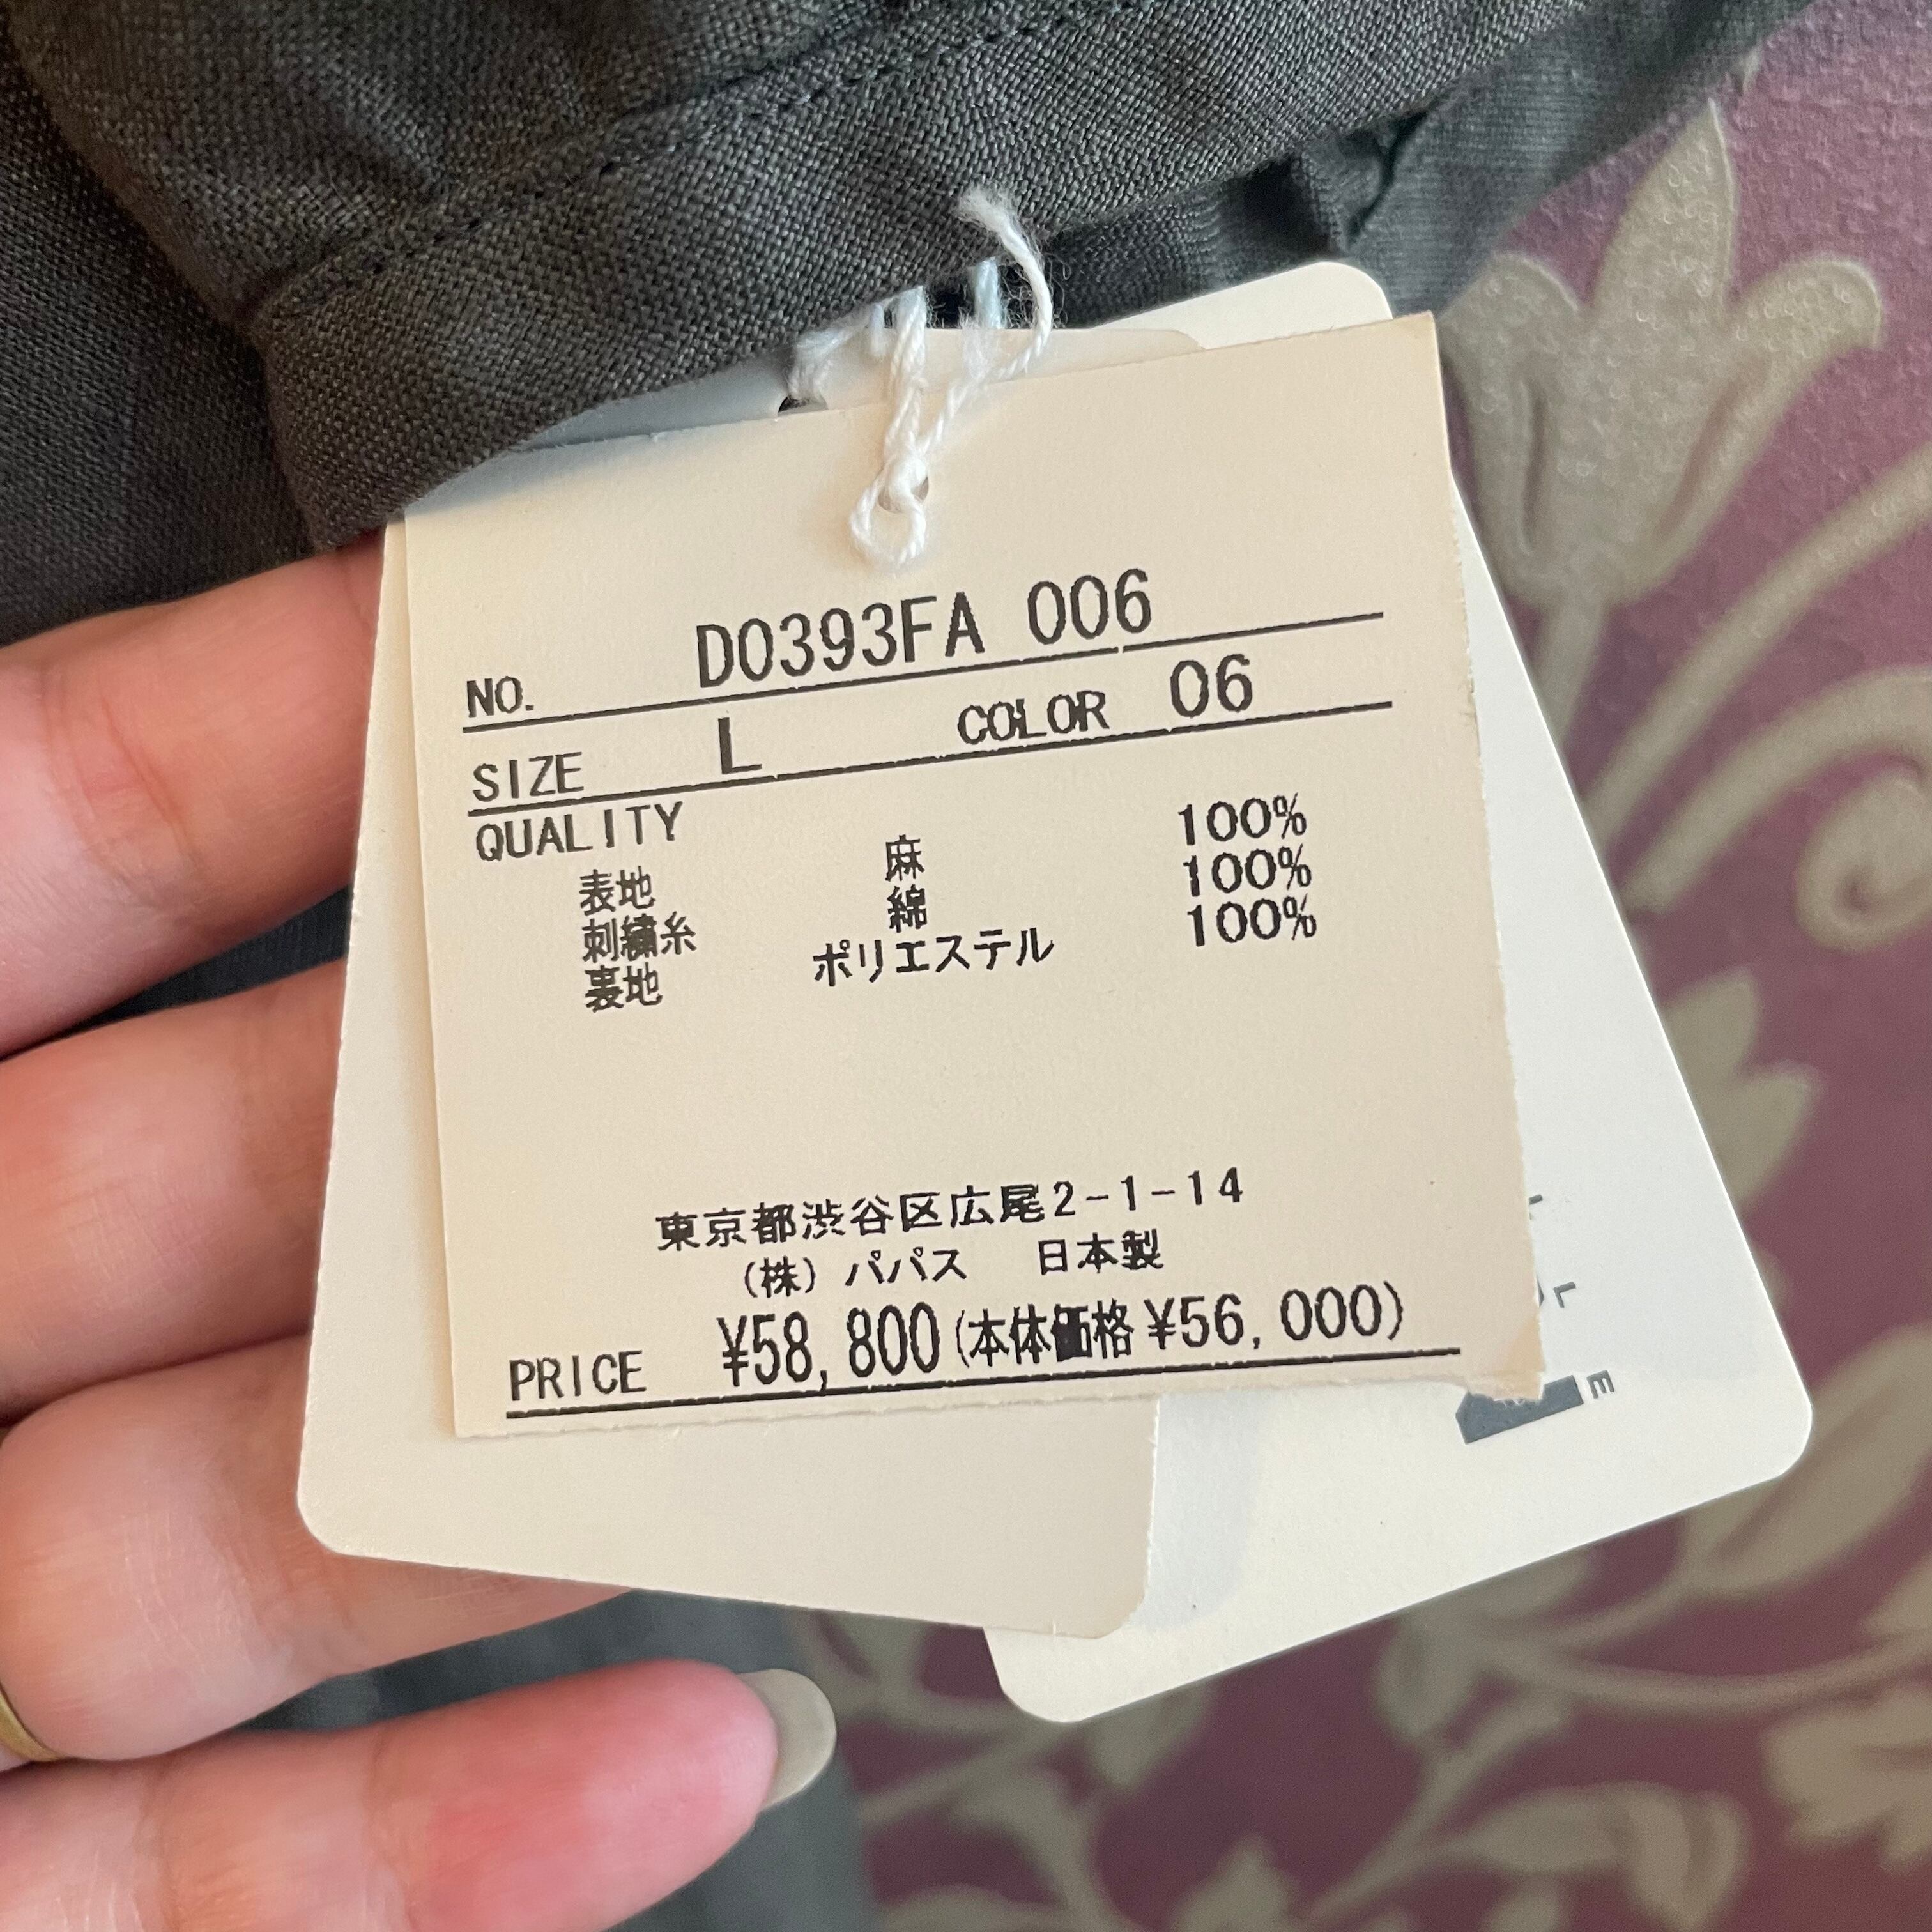 NO. D0393FA 006
SIZE L COLOR 06
QUALITY
表地 麻 100%
刺繍糸 綿 100%
裏地 ポリエステル 100%
東京都渋谷区広尾2-1-14
(株) パパス 日本製
PRICE ¥58,800(本体価格¥56,000)
L
E